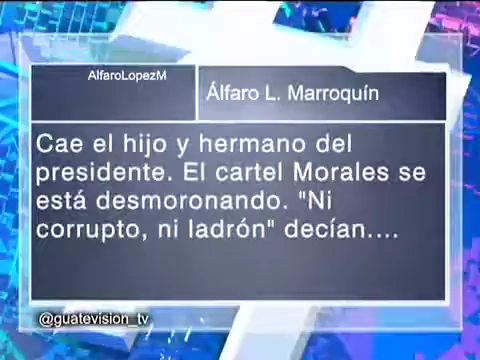 AlfaroLopezM
Álfaro L. Marroquín
Cae el hijo y hermano del
presidente. El cartel Morales se
está desmoronando. "Ni
corrupto, ni ladrón" decían....
@guatevision_tv